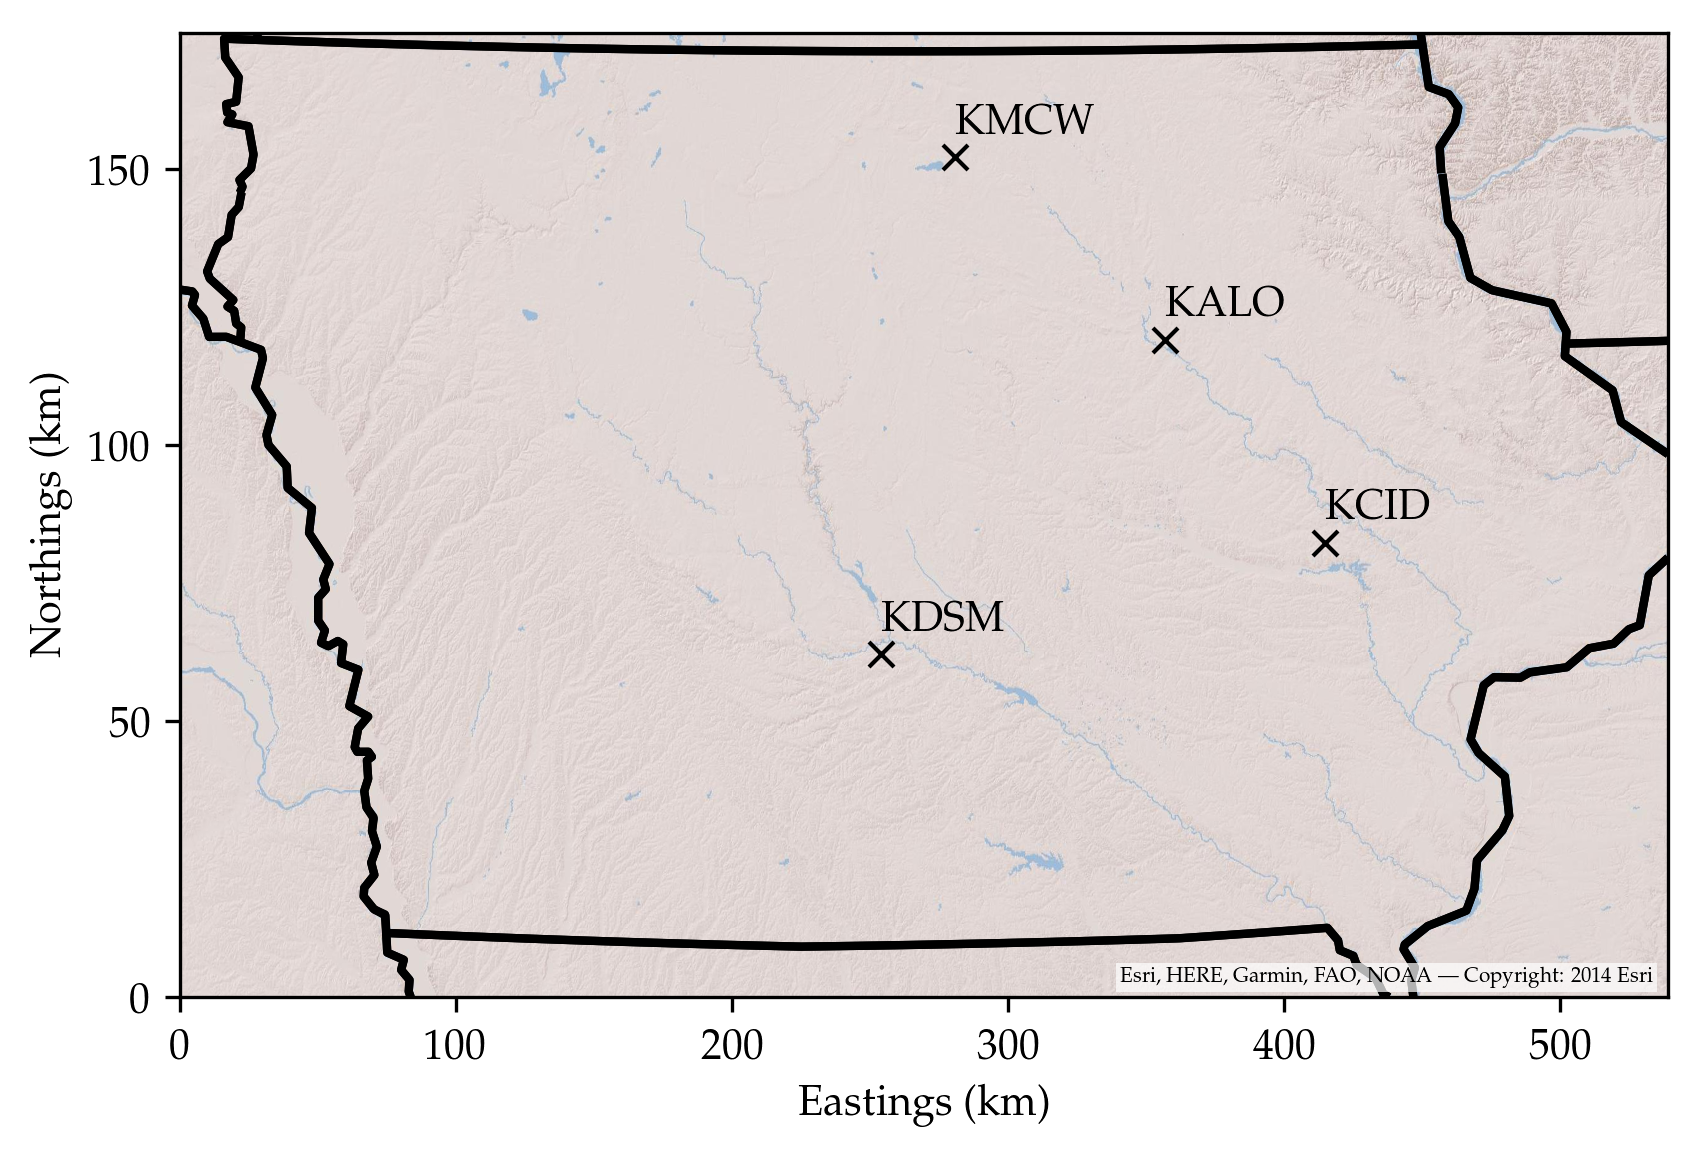 KMCW
150
KALO
Northings (km)
100
KCID
KDSM
50
Esri, HERE, Garmin, FAO, NOAA — Copyright: 2014 Esri
0
0 100 200 300 400 500
Eastings (km)